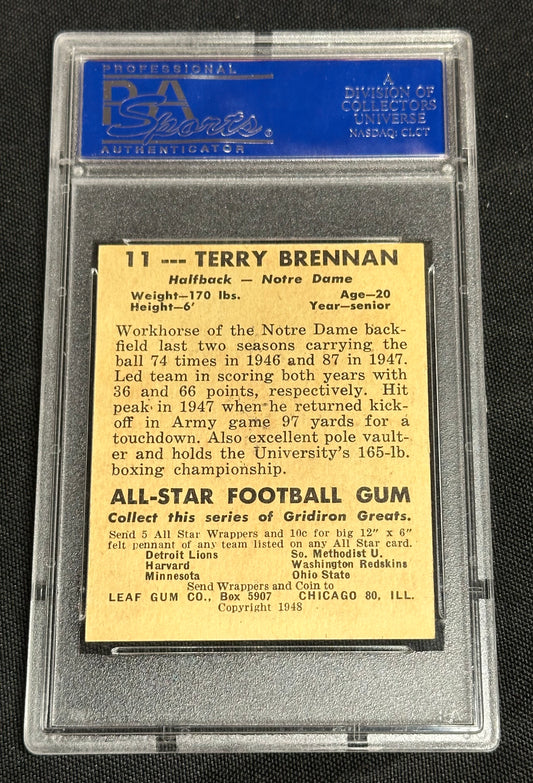 PROFESSIONAL
PSA
Sports®
AUTHENTICATOR
A
DIVISION OF
COLLECTORS
UNIVERSE
NASDAQ: CLCT
11 --- TERRY BRENNAN
Halfback — Notre Dame
Weight—170 lbs. Age—20
Height—6' Year—senior
Workhorse of the Notre Dame back-
field last two seasons carrying the
ball 74 times in 1946 and 87 in 1947.
Led team in scoring both years with
36 and 66 points, respectively. Hit
peak in 1947 when he returned kick-
off in Army game 97 yards for a
touchdown. Also excellent pole vault-
er and holds the University's 165-lb.
boxing championship.
ALL-STAR FOOTBALL GUM
Collect this series of Gridiron Greats.
Send 5 All Star Wrappers and 10c for big 12" x 6"
felt pennant of any team listed on any All Star card.
Detroit Lions So. Methodist U.
Harvard Washington Redskins
Minnesota Ohio State
Send Wrappers and Coin to
LEAF GUM CO., Box 5907 CHICAGO 80, ILL.
Copyright 1948